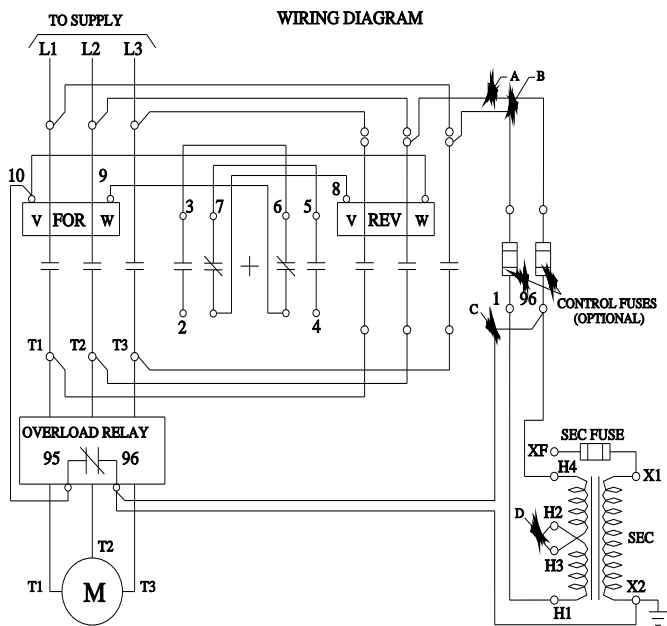 WIRING DIAGRAM
TO SUPPLY
L1 L2 L3
A B
10 9 8
3 7 6 5
V FOR W
V REV W
2 4
1 96
CONTROL FUSES
(OPTIONAL)
C
T1 T2 T3
OVERLOAD RELAY
95 96
SEC FUSE
XF
H4 X1
D H2
SEC
H3
T2
T1 M T3
X2
H1